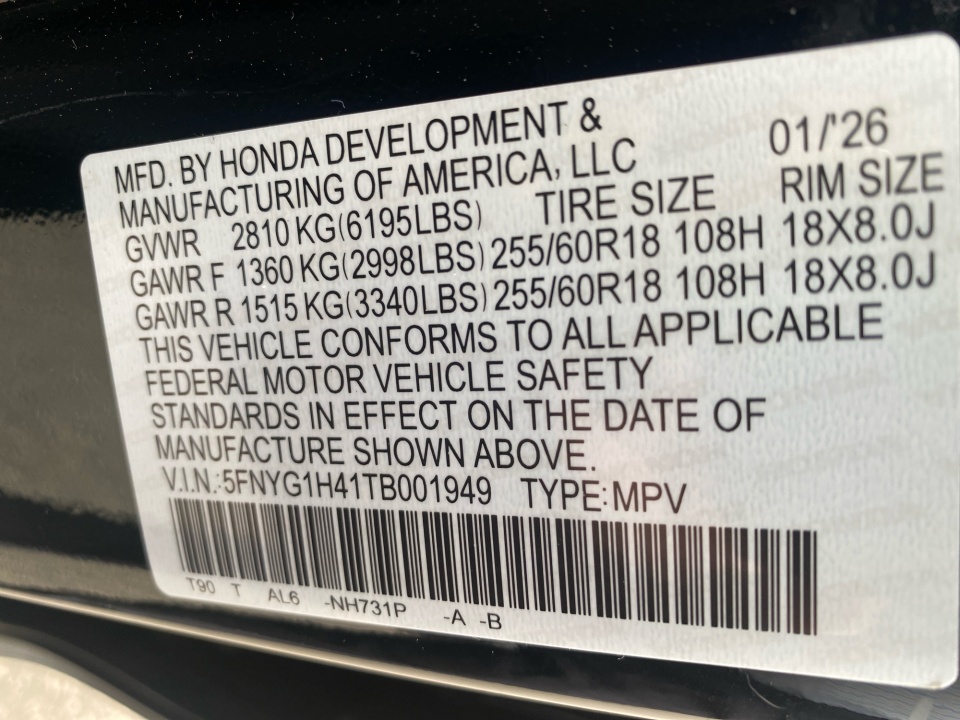 MFD. BY HONDA DEVELOPMENT & 01/'26
MANUFACTURING OF AMERICA, LLC
GVWR 2810 KG(6195LBS) TIRE SIZE RIM SIZE
GAWR F 1360 KG(2998LBS) 255/60R18 108H 18X8.0J
GAWR R 1515 KG(3340LBS) 255/60R18 108H 18X8.0J
THIS VEHICLE CONFORMS TO ALL APPLICABLE
FEDERAL MOTOR VEHICLE SAFETY
STANDARDS IN EFFECT ON THE DATE OF
MANUFACTURE SHOWN ABOVE.
V.I.N.:5FNYG1H41TB001949 TYPE:MPV
T90 T AL6 -NH731P -A -B